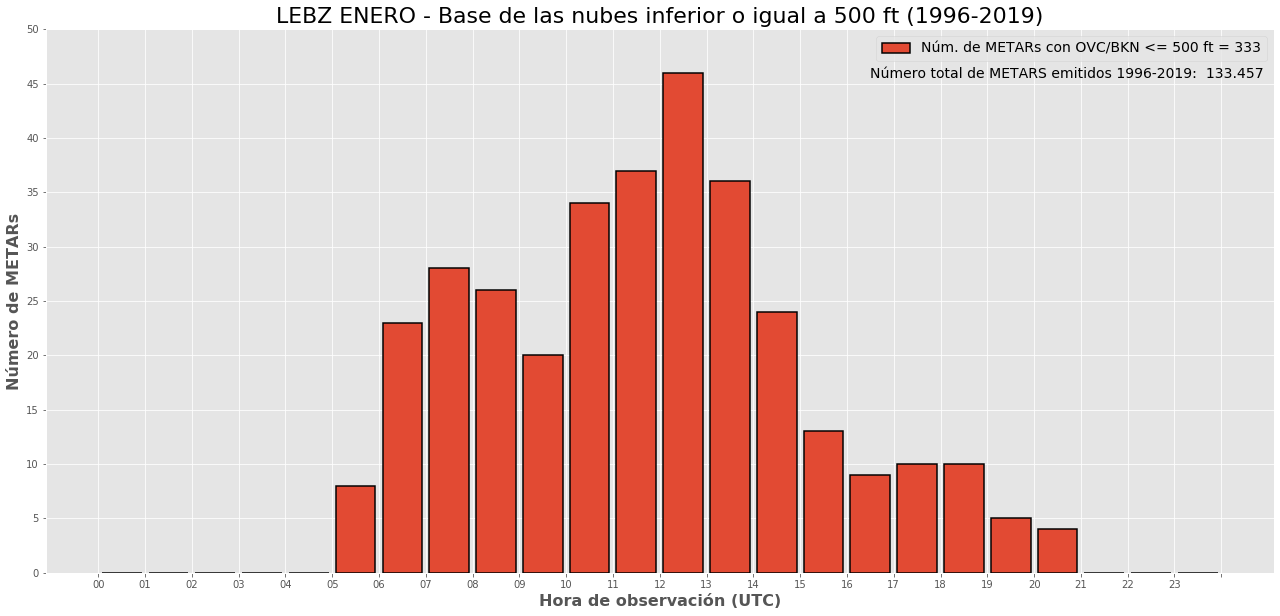 LEBZ ENERO - Base de las nubes inferior o igual a 500 ft (1996-2019)
Núm. de METARs con OVC/BKN <= 500 ft = 333
Número total de METARS emitidos 1996-2019:  133.457
Número de METARs
50
45
40
35
30
25
20
15
10
5
0
00 01 02 03 04 05 06 07 08 09 10 11 12 13 14 15 16 17 18 19 20 21 22 23
Hora de observación (UTC)